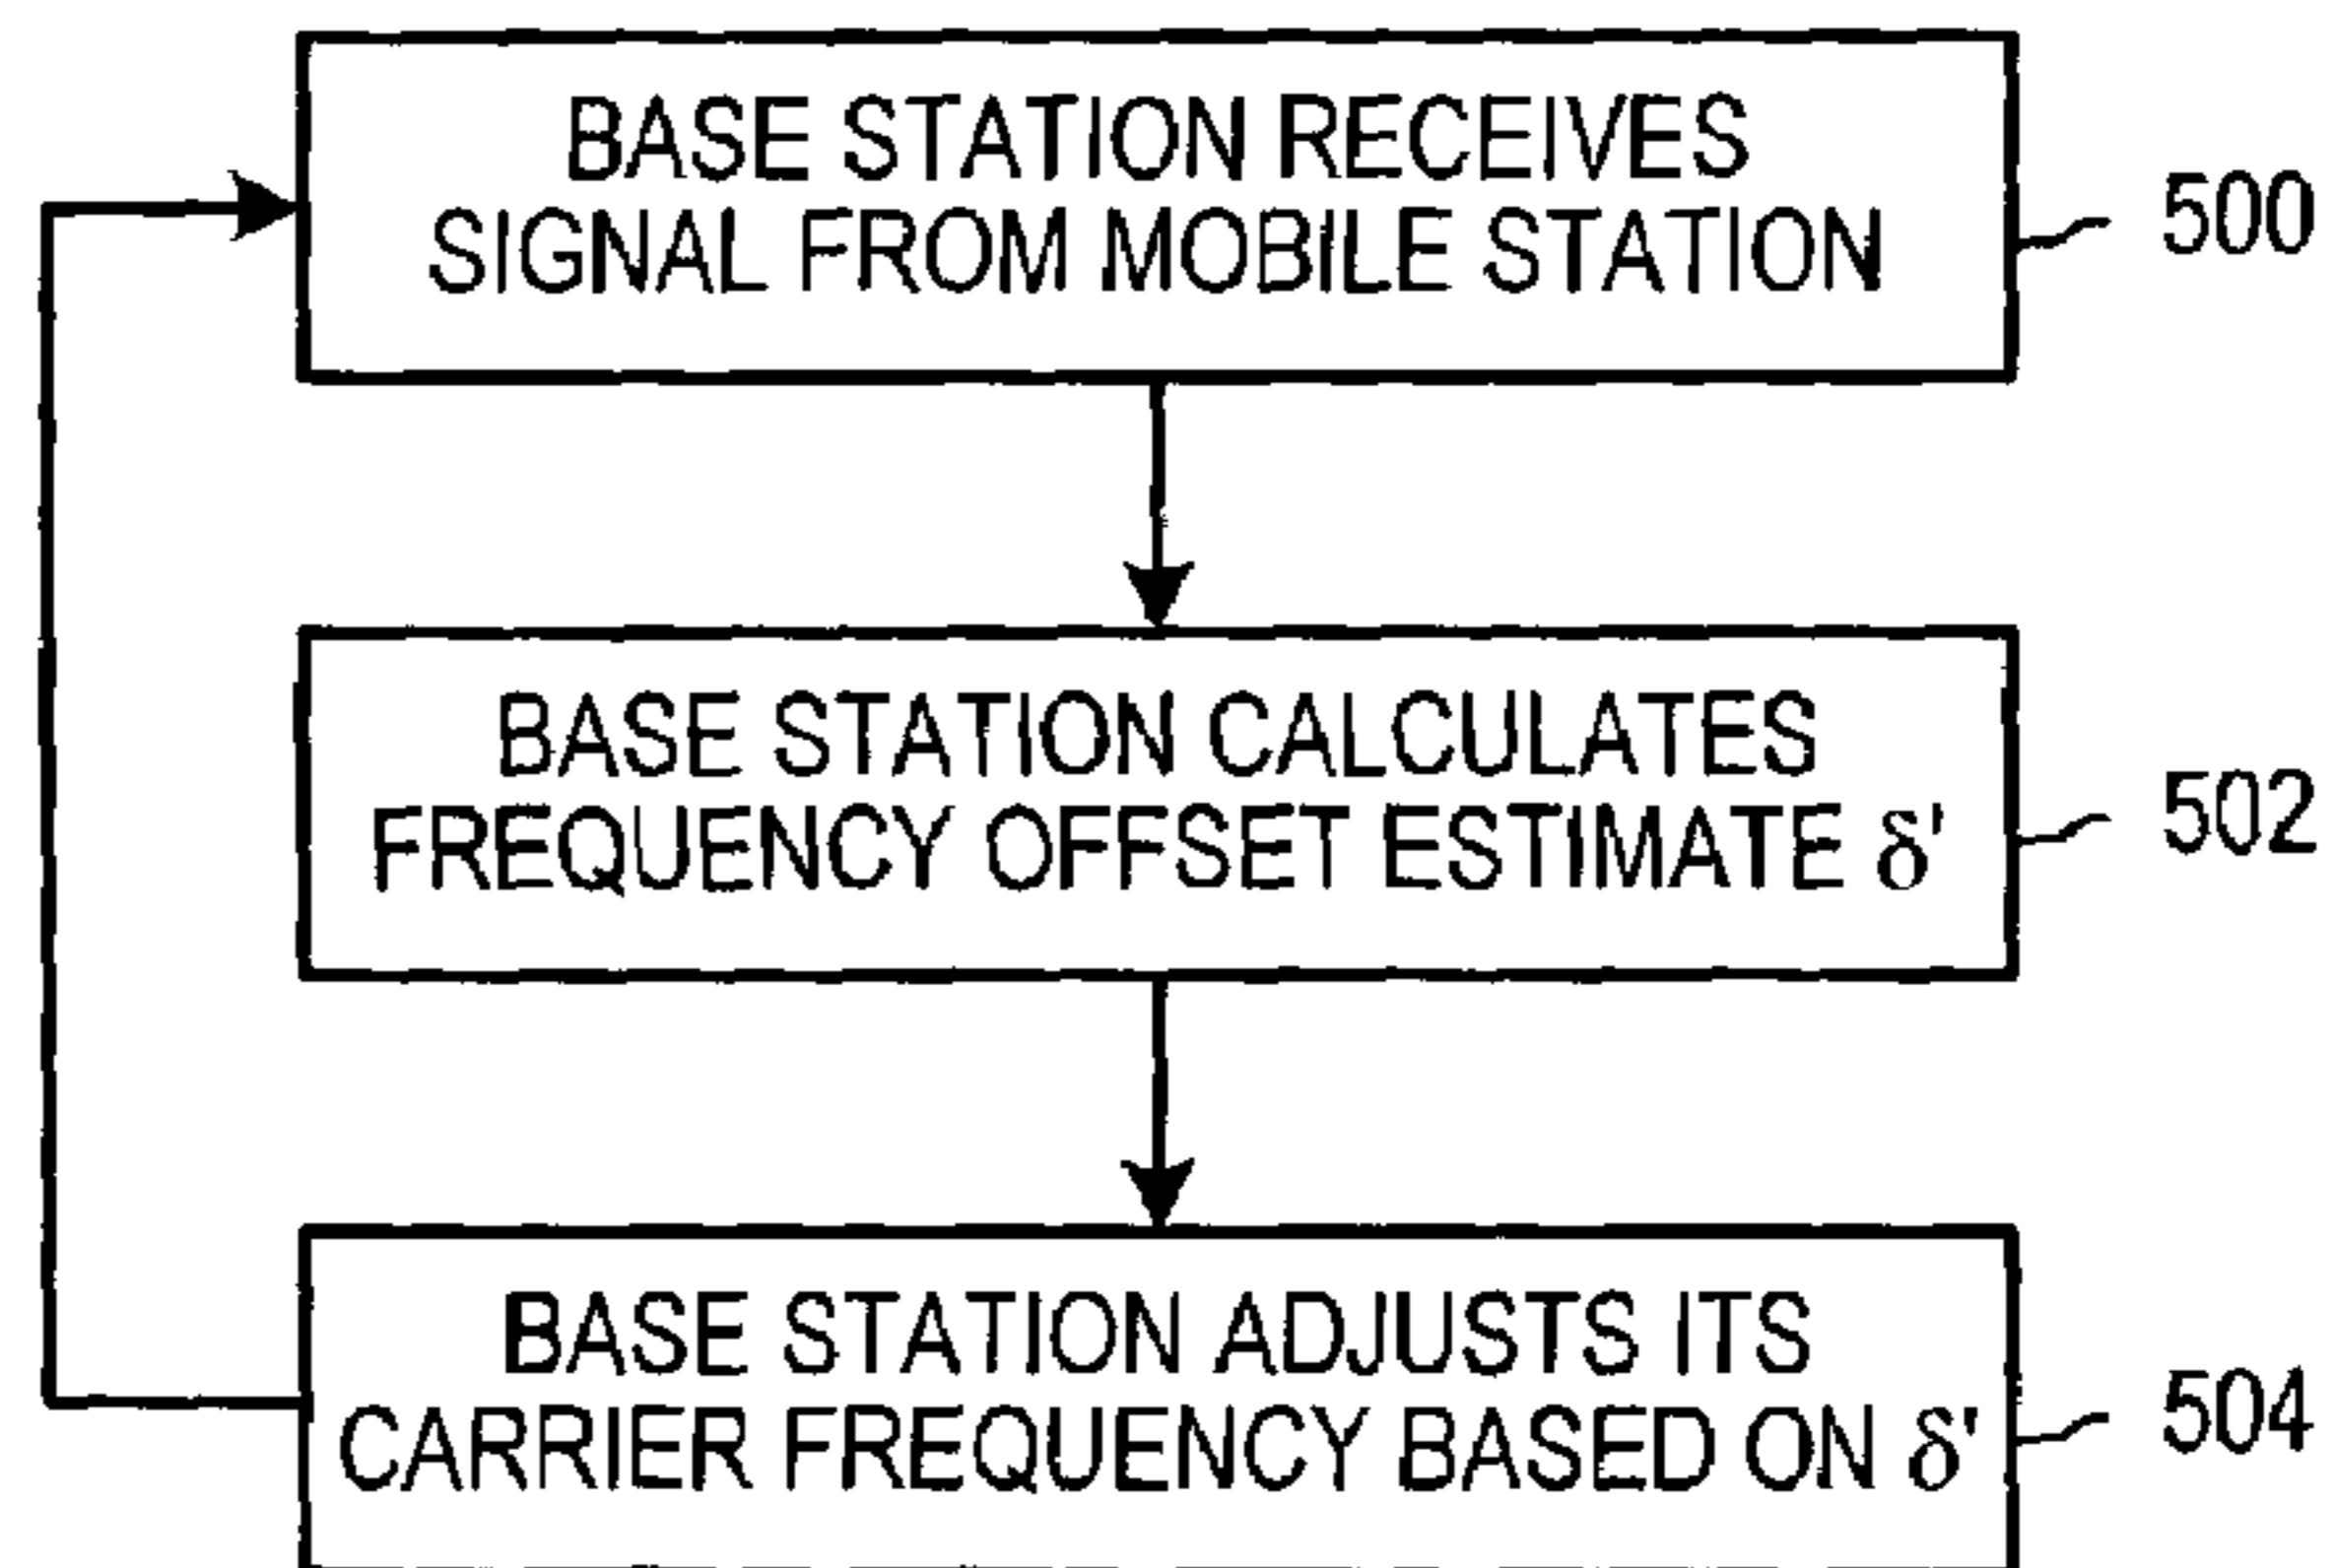 BASE STATION RECEIVES
SIGNAL FROM MOBILE STATION
500
BASE STATION CALCULATES
FREQUENCY OFFSET ESTIMATE δ'
502
BASE STATION ADJUSTS ITS
CARRIER FREQUENCY BASED ON δ'
504